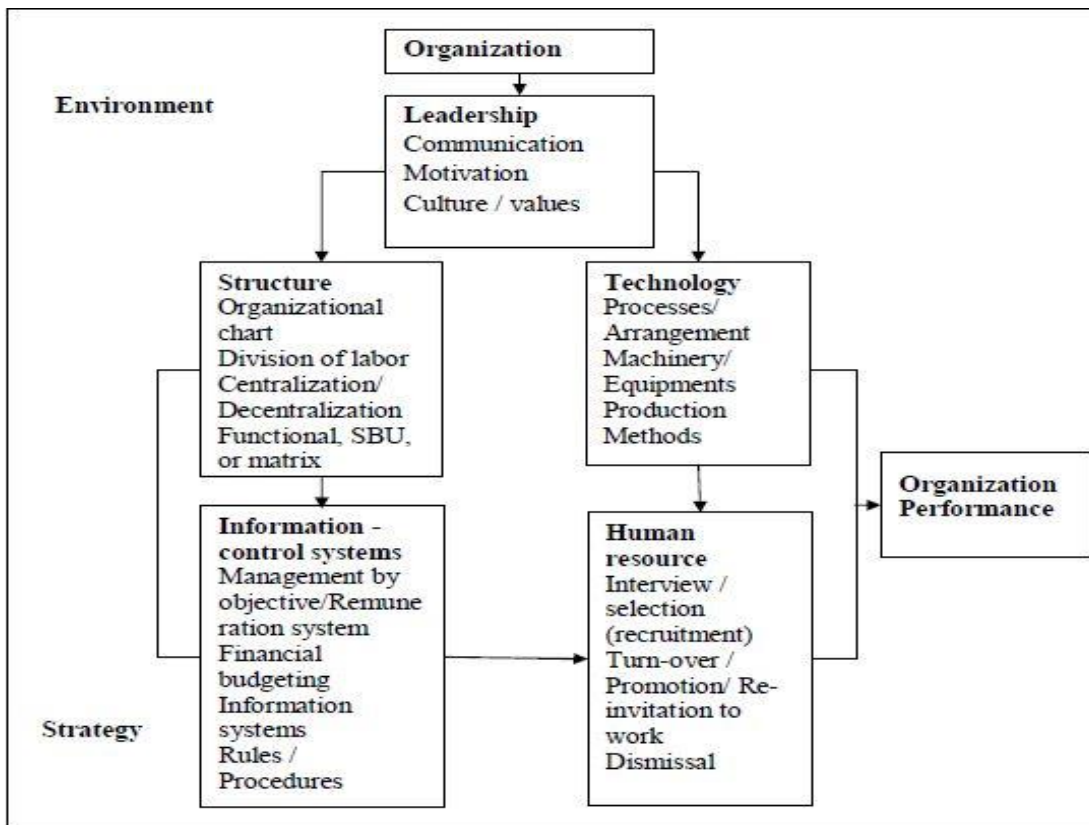 Organization
Environment
Leadership
Communication
Motivation
Culture / values
Structure
Organizational
chart
Division of labor
Centralization/
Decentralization
Functional, SBU,
or matrix
Technology
Processes/
Arrangement
Machinery/
Equipments
Production
Methods
Organization
Performance
Information -
control systems
Management by
objective/Remune
ration system
Financial
budgeting
Information
systems
Rules /
Procedures
Human
resource
Interview /
selection
(recruitment)
Turn-over /
Promotion/ Re-
invitation to
work
Dismissal
Strategy